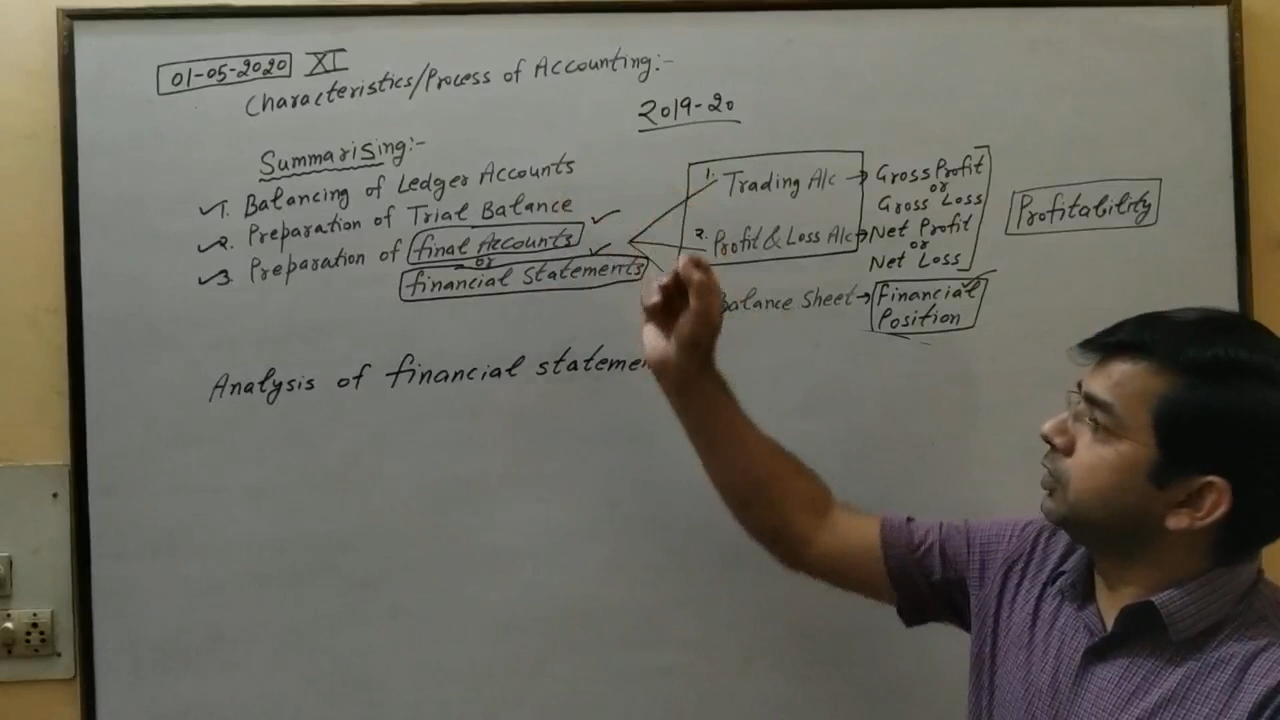 01-05-2020 XI
Characteristics/Process of Accounting:-
2019-20
Summarising:-
1. Balancing of Ledger Accounts
2. Preparation of Trial Balance
3. Preparation of final Accounts
or
financial Statements
1. Trading A/c → Gross Profit
or
Gross Loss
2. Profit & Loss A/c → Net Profit
or
Net Loss
Profitability
Balance Sheet → Financial
Position
Analysis of financial